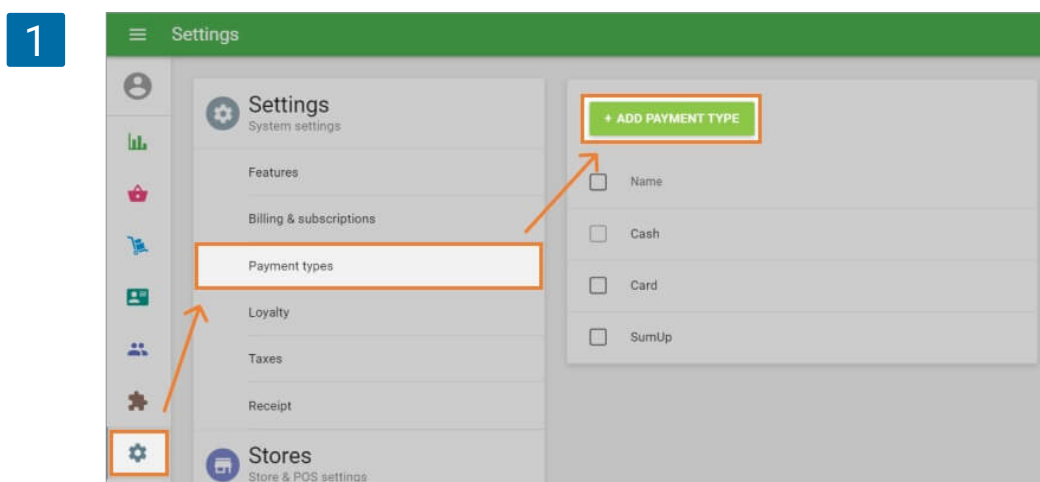 1
Settings
Settings
System settings
Features
Billing & subscriptions
Payment types
Loyalty
Taxes
Receipt
Stores
Store & POS settings
+ ADD PAYMENT TYPE
Name
Cash
Card
SumUp